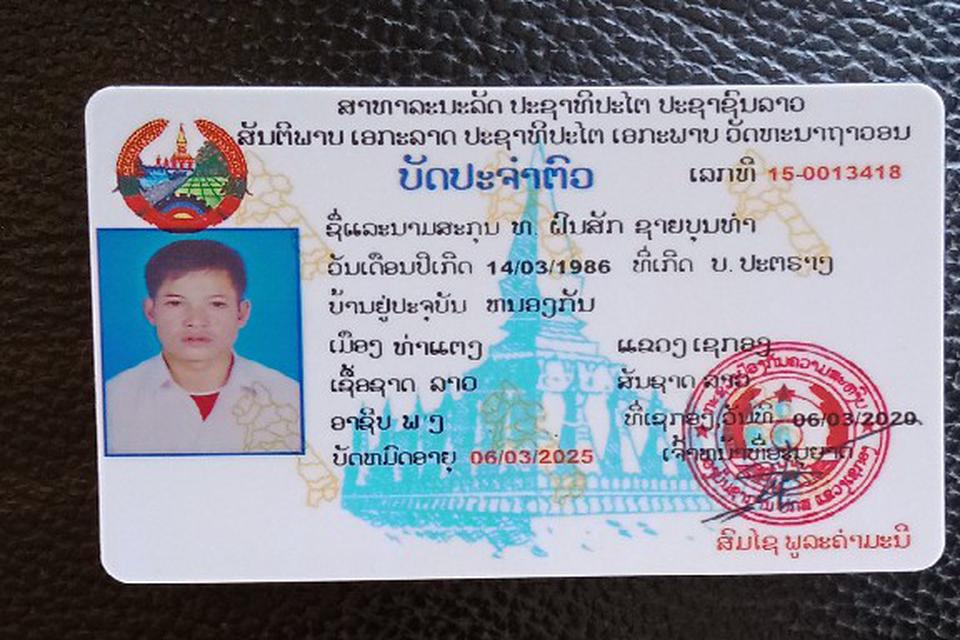 ສາທາລະນະລັດ ປະຊາທິປະໄຕ ປະຊາຊົນລາວ
ສັນຕິພາບ ເອກະລາດ ປະຊາທິປະໄຕ ເອກະພາບ ວັດທະນາຖາວອນ
ບັດປະຈຳຕົວ
ເລກທີ 15-0013418
ຊື່ແລະນາມສະກຸນ ທ. ຝົນສັກ ຊາຍບຸນທຳ
ວັນເດືອນປີເກີດ 14/03/1986 ທີ່ເກີດ ບ. ປະຕຣາງ
ບ້ານຢູ່ປະຈຸບັນ ຫນອງກັນ
ເມືອງ ທ່າແຕງ ແຂວງ ເຊກອງ
ເຊື້ອຊາດ ລາວ ສັນຊາດ ລາວ
ອາຊີບ ພ ງ ທີ່ເຊກອງ, ວັນທີ 06/03/2020
ບັດຫມົດອາຍຸ 06/03/2025 ເຈົ້າຫນ້າທີ່ອະນຸຍາດ
ສົມໄຊ ພູລະຄຳມະນີ